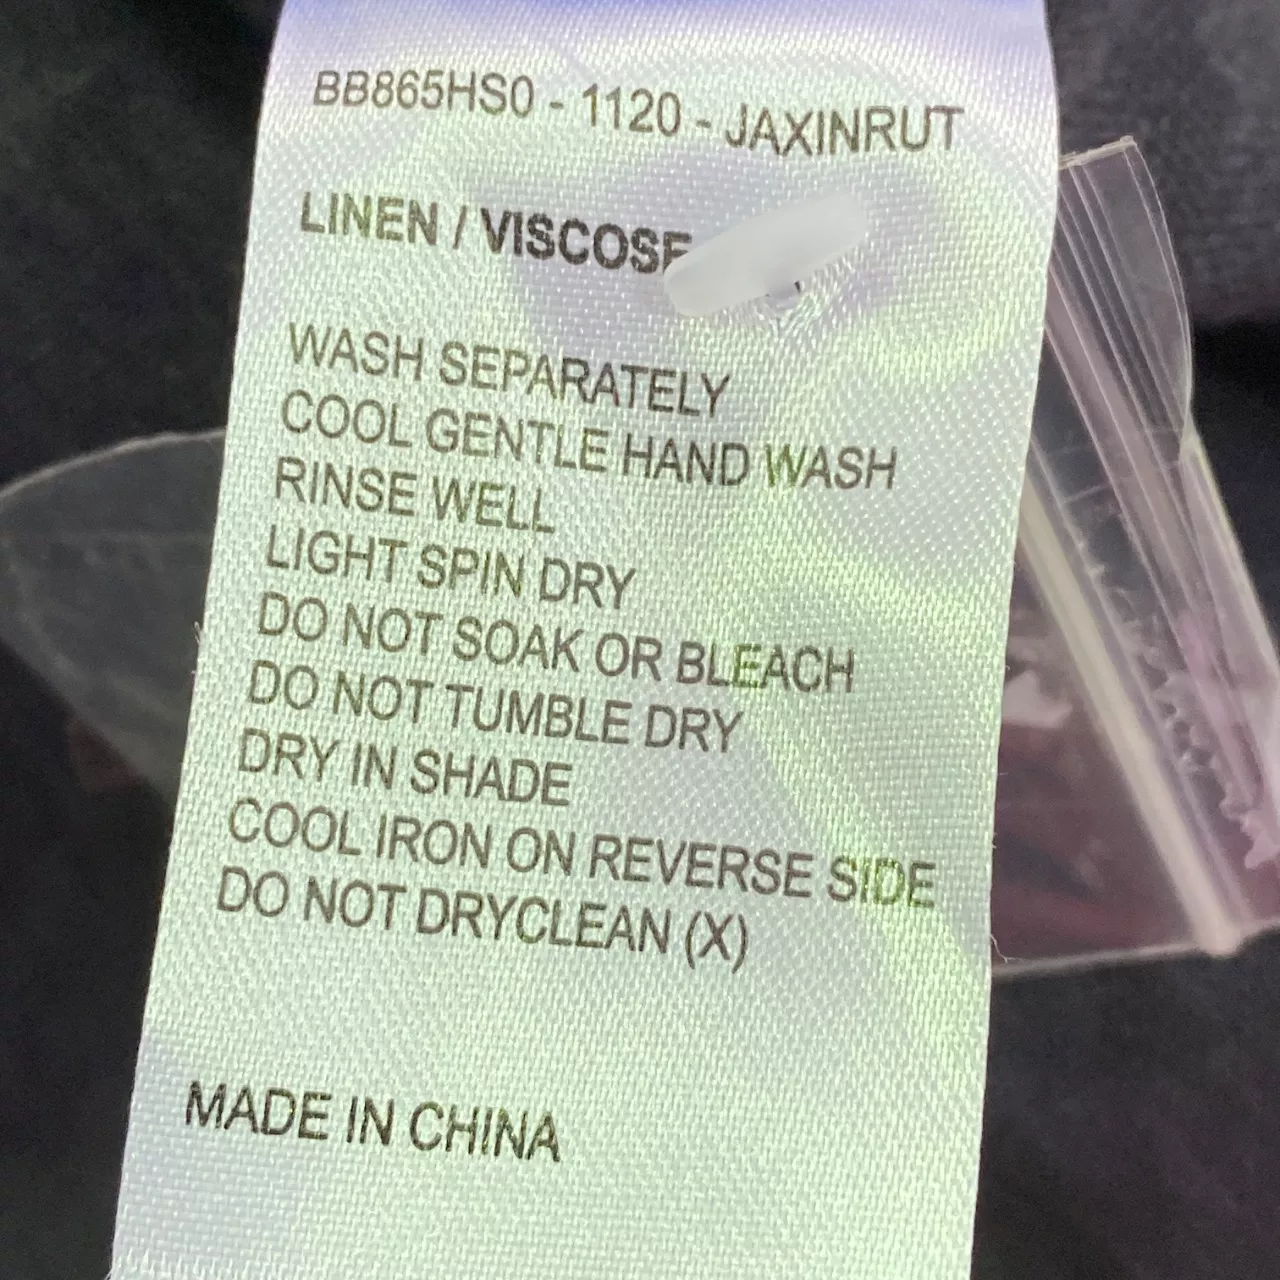 BB865HS0 - 1120 - JAXINRUT
LINEN / VISCOSE
WASH SEPARATELY
COOL GENTLE HAND WASH
RINSE WELL
LIGHT SPIN DRY
DO NOT SOAK OR BLEACH
DO NOT TUMBLE DRY
DRY IN SHADE
COOL IRON ON REVERSE SIDE
DO NOT DRYCLEAN (X)
MADE IN CHINA